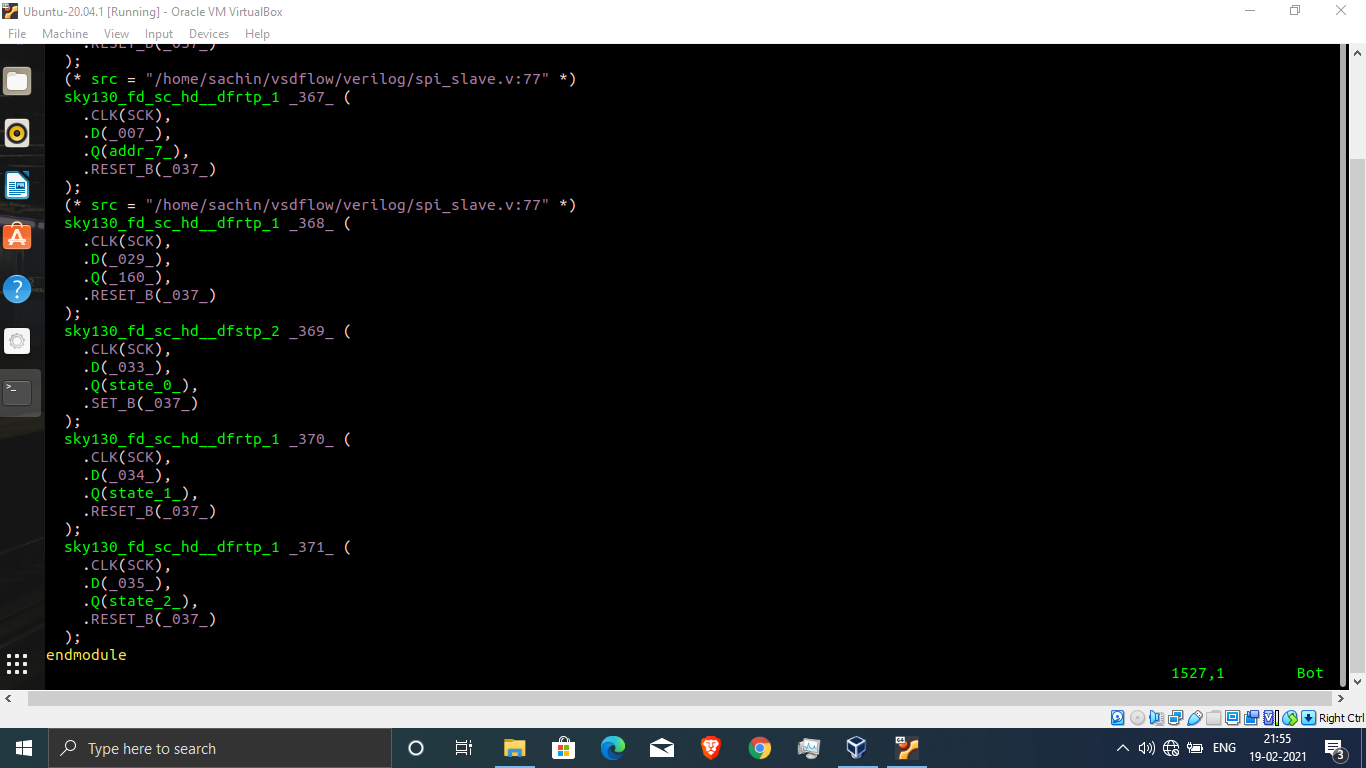 Ubuntu-20.04.1 [Running] - Oracle VM VirtualBox
File Machine View Input Devices Help
.RESET_B(_037_)
);
(* src = "/home/sachin/vsdflow/verilog/spi_slave.v:77" *)
sky130_fd_sc_hd__dfrtp_1 _367_ (
.CLK(SCK),
.D(_007_),
.Q(addr_7_),
.RESET_B(_037_)
);
(* src = "/home/sachin/vsdflow/verilog/spi_slave.v:77" *)
sky130_fd_sc_hd__dfrtp_1 _368_ (
.CLK(SCK),
.D(_029_),
.Q(_160_),
.RESET_B(_037_)
);
sky130_fd_sc_hd__dfstp_2 _369_ (
.CLK(SCK),
.D(_033_),
.Q(state_0_),
.SET_B(_037_)
);
sky130_fd_sc_hd__dfrtp_1 _370_ (
.CLK(SCK),
.D(_034_),
.Q(state_1_),
.RESET_B(_037_)
);
sky130_fd_sc_hd__dfrtp_1 _371_ (
.CLK(SCK),
.D(_035_),
.Q(state_2_),
.RESET_B(_037_)
);
endmodule
1527,1 Bot
Right Ctrl
Type here to search
ENG
21:55
19-02-2021
3